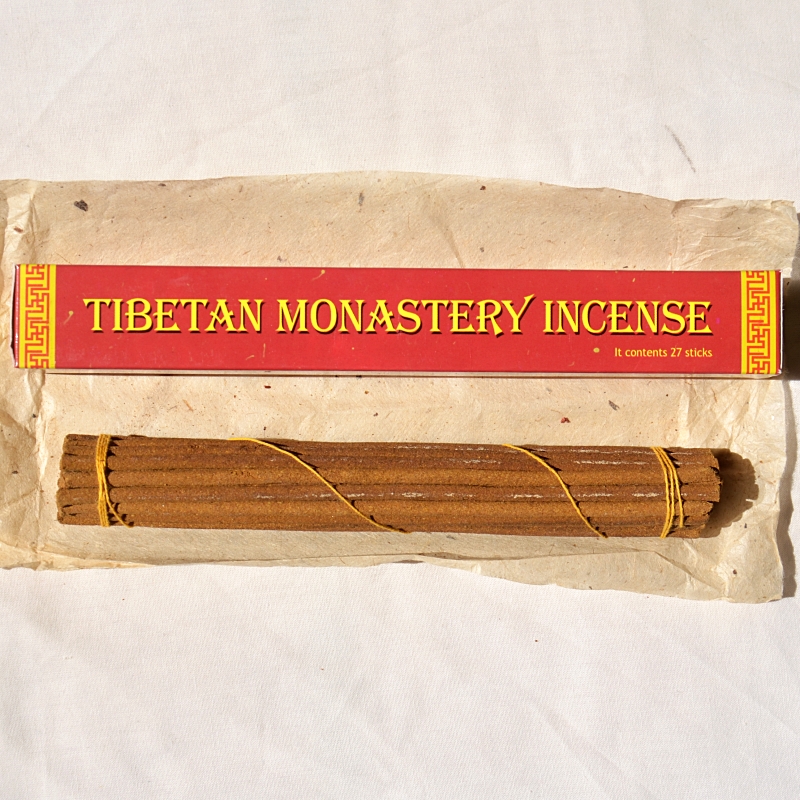 TIBETAN MONASTERY INCENSE
It contents 27 sticks